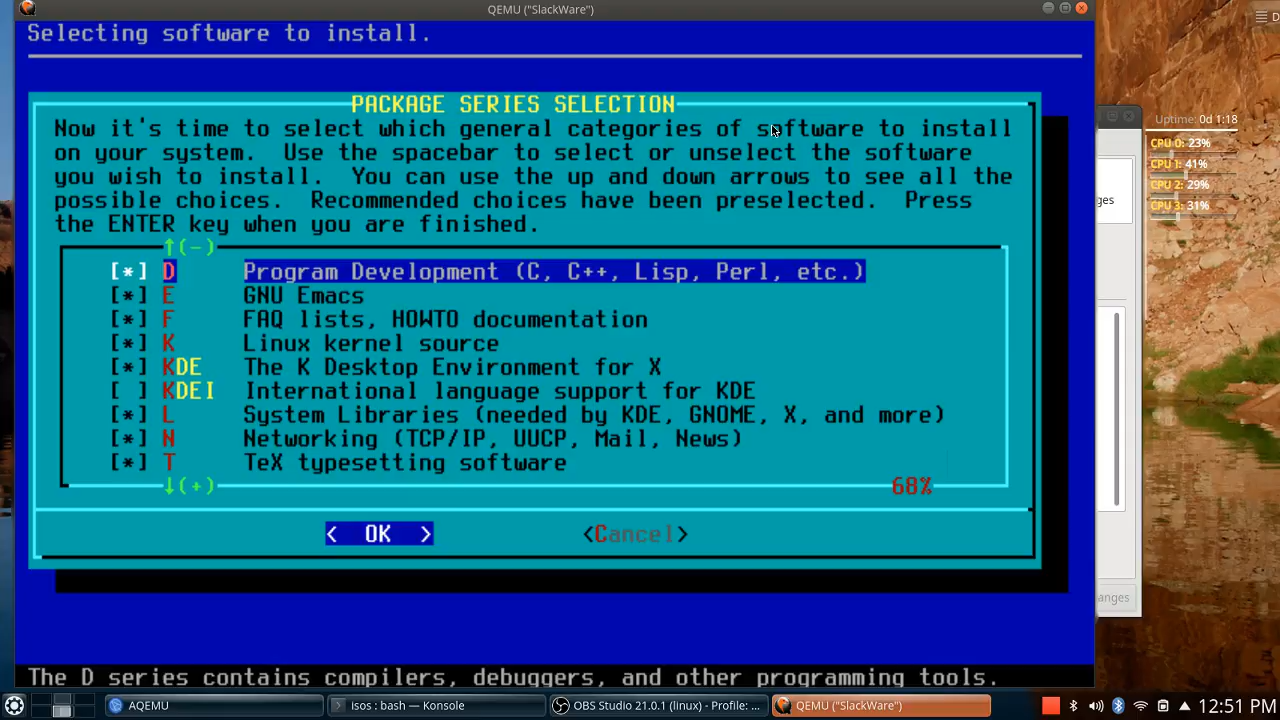 QEMU ("SlackWare")
Selecting software to install.
D
PACKAGE SERIES SELECTION
Now it's time to select which general categories of software to install
on your system.  Use the spacebar to select or unselect the software
you wish to install.  You can use the up and down arrows to see all the
possible choices.  Recommended choices have been preselected.  Press
the ENTER key when you are finished.
↑(-)
[*] D Program Development (C, C++, Lisp, Perl, etc.)
[*] E GNU Emacs
[*] F FAQ lists, HOWTO documentation
[*] K Linux kernel source
[*] KDE The K Desktop Environment for X
[ ] KDEI International language support for KDE
[*] L System Libraries (needed by KDE, GNOME, X, and more)
[*] N Networking (TCP/IP, UUCP, Mail, News)
[*] T TeX typesetting software
↓(+) 68%
< OK > <Cancel>
The D series contains compilers, debuggers, and other programming tools.
Uptime: 0d 1:18
CPU 0: 23%
CPU 1: 41%
CPU 2: 29%
CPU 3: 31%
AQEMU
isos : bash — Konsole
OBS Studio 21.0.1 (linux) - Profile: ...
QEMU ("SlackWare")
12:51 PM